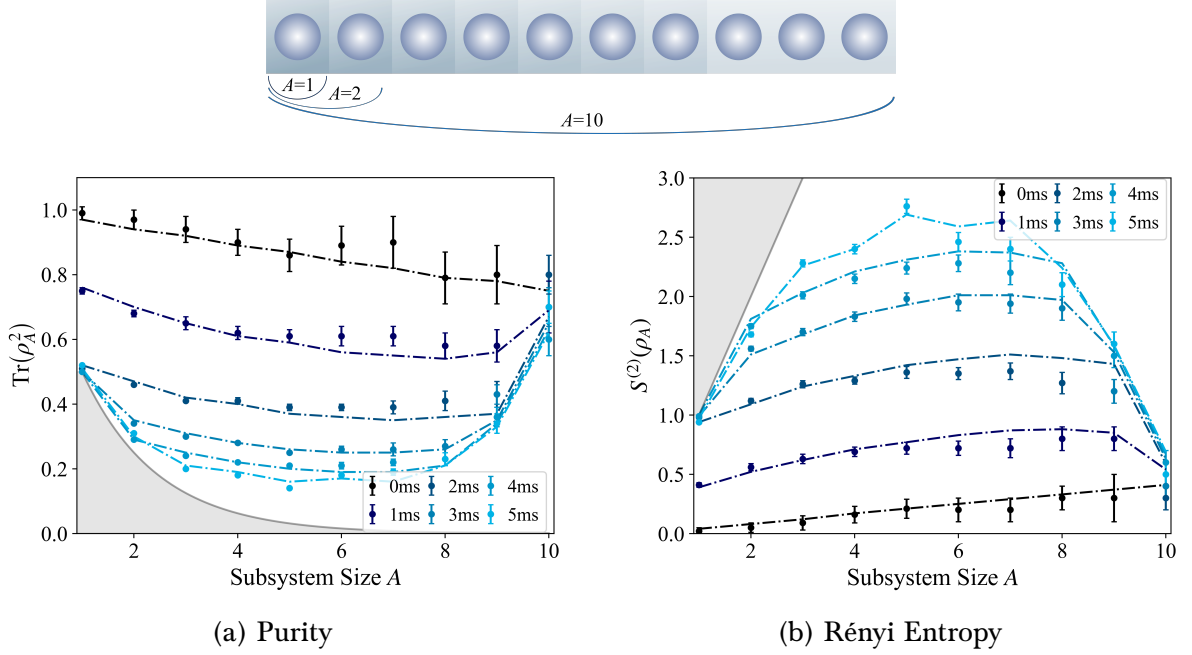 A=1
A=2
A=10
Tr(ρ_A^2)
1.0
0.8
0.6
0.4
0.2
0.0
2 4 6 8 10
Subsystem Size A
0ms 2ms 4ms
1ms 3ms 5ms
(a) Purity
S^(2)(ρ_A)
3.0
2.5
2.0
1.5
1.0
0.5
0.0
2 4 6 8 10
Subsystem Size A
0ms 2ms 4ms
1ms 3ms 5ms
(b) Rényi Entropy